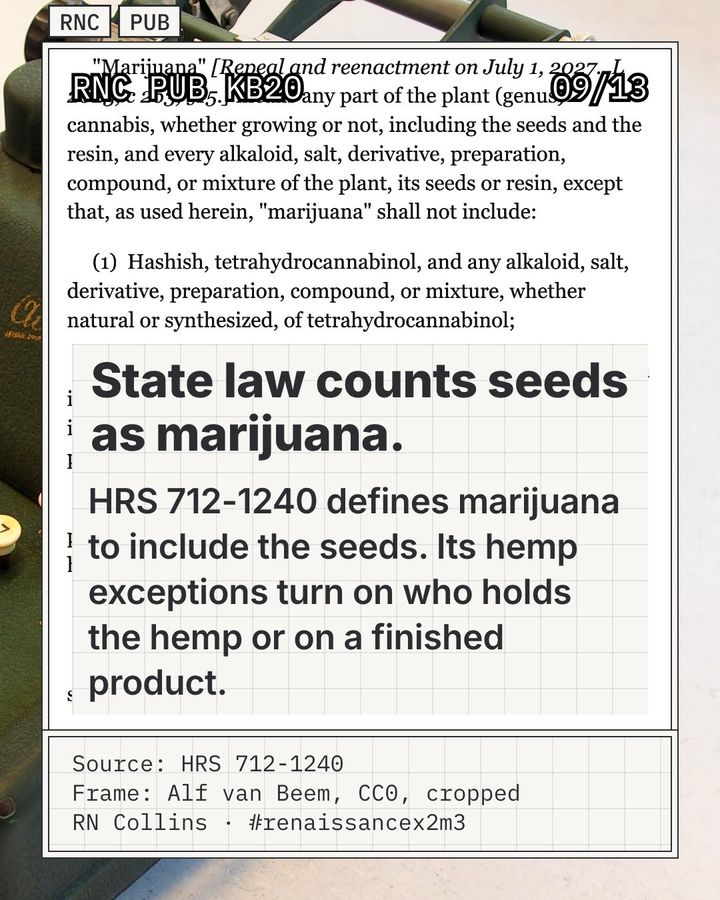 RNC PUB
"Marijuana" [Repeal and reenactment on July 1, 2027. L
RNC PUB KB20 09/13
any part of the plant (genus)
cannabis, whether growing or not, including the seeds and the
resin, and every alkaloid, salt, derivative, preparation,
compound, or mixture of the plant, its seeds or resin, except
that, as used herein, "marijuana" shall not include:
(1) Hashish, tetrahydrocannabinol, and any alkaloid, salt,
derivative, preparation, compound, or mixture, whether
natural or synthesized, of tetrahydrocannabinol;
State law counts seeds
as marijuana.
HRS 712-1240 defines marijuana
to include the seeds. Its hemp
exceptions turn on who holds
the hemp or on a finished
product.
Source: HRS 712-1240
Frame: Alf van Beem, CC0, cropped
RN Collins · #renaissancex2m3